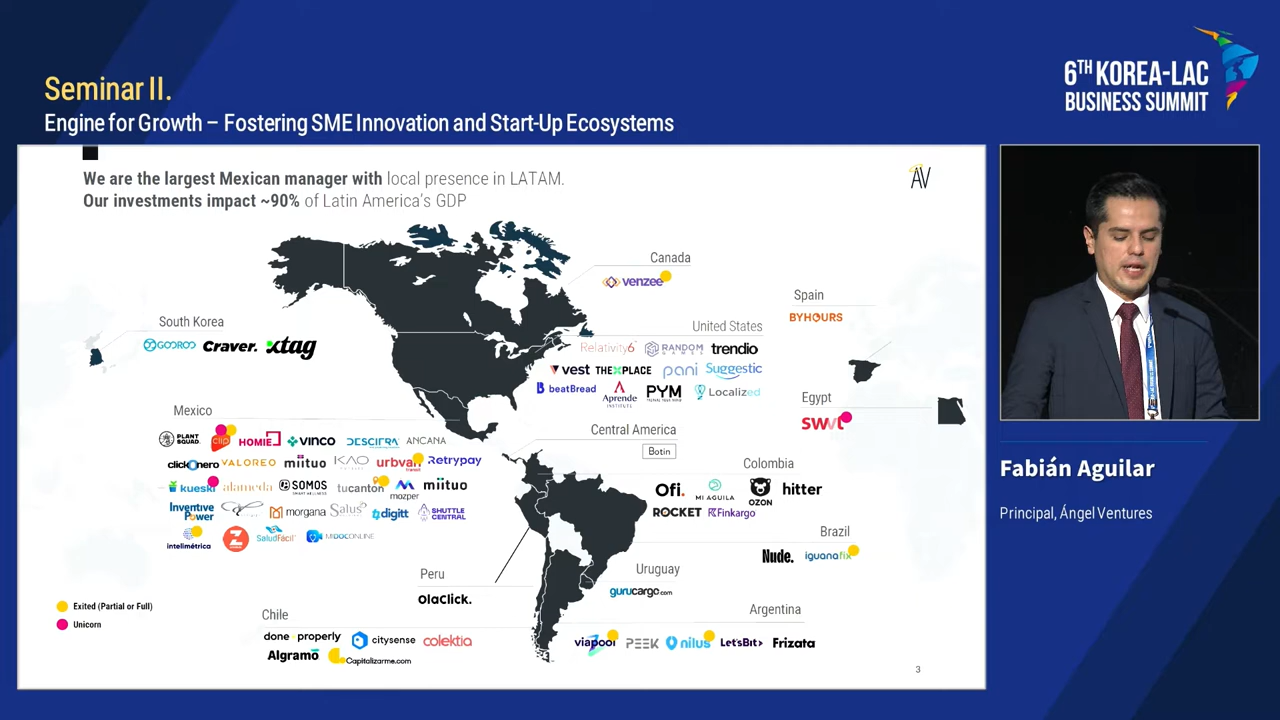 Seminar II.
Engine for Growth – Fostering SME Innovation and Start-Up Ecosystems
6TH KOREA-LAC
BUSINESS SUMMIT
We are the largest Mexican manager with local presence in LATAM.
Our investments impact ~90% of Latin America's GDP
AV
Canada
venzee
Spain
BYHOURS
South Korea
GOOROO Craver. xtag
United States
Relativity6 RANDOM GAMES trendio
vest THE PLACE pani Suggestic
beatBread Aprende INSTITUTE PYM Localized
Egypt
SWVL
Mexico
PLANT SQUAD. clip HOMIE VINCO DESCIFRA ANCANA
clickOnero VALOREO miituo KAO urbvan Retrypay
kueski alameda SOMOS tucanton mozper miituo
Inventive Power morgana Salus digitt SHUTTLE CENTRAL
intelimétrica SaludFácil MIDOCONLINE
Central America
Botin
Colombia
Ofi. MI AGUILA OZON hitter
ROCKET Finkargo
Brazil
Nude. iguanafix
Peru
OlaClick.
Uruguay
gurucargo.com
Chile
done properly citysense colektia
Algramo Capitalizarme.com
Argentina
viapool PEEK nilus Let'sBit Frizata
Exited (Partial or Full)
Unicorn
3
Fabián Aguilar
Principal, Ángel Ventures